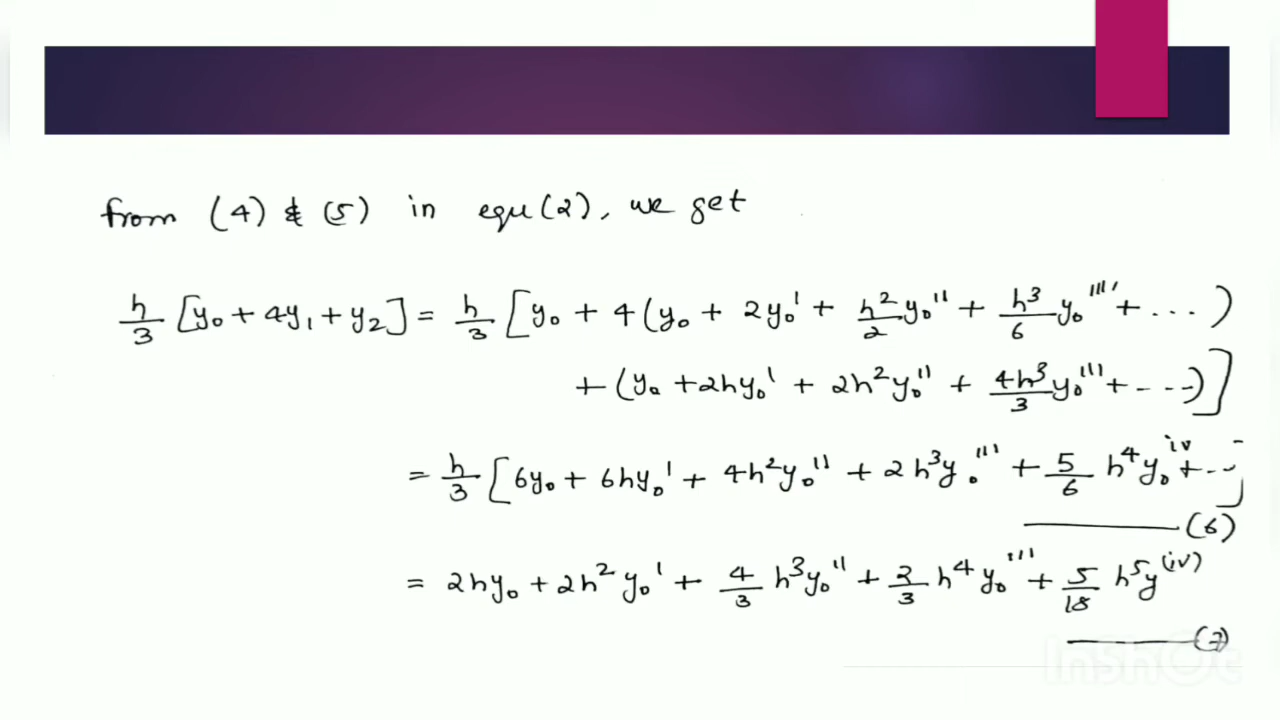 from (4) & (5) in equ(2), we get
h/3 [y₀ + 4y₁ + y₂] = h/3 [y₀ + 4(y₀ + 2y₀' + h²/2 y₀'' + h³/6 y₀'''' + ...)
+ (y₀ + 2hy₀' + 2h²y₀'' + 4h³/3 y₀''' + ---)]
= h/3 [6y₀ + 6hy₀' + 4h²y₀'' + 2h³y₀''' + 5/6 h⁴y₀^iv + --]
(6)
= 2hy₀ + 2h²y₀' + 4/3 h³y₀'' + 2/3 h⁴y₀''' + 5/18 h⁵y^(iv)
(7)
InShOt